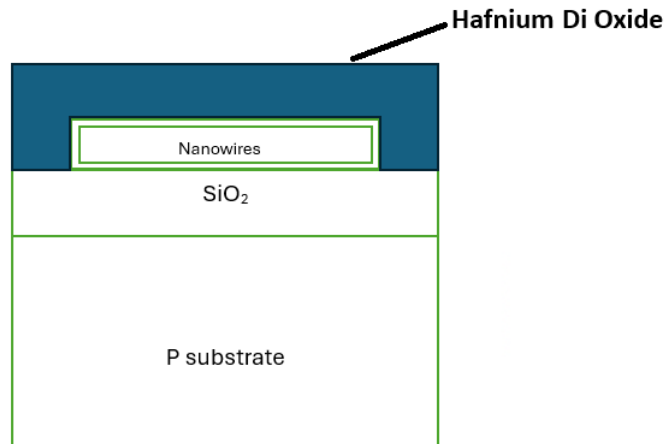 Hafnium Di Oxide
Nanowires
SiO₂
P substrate